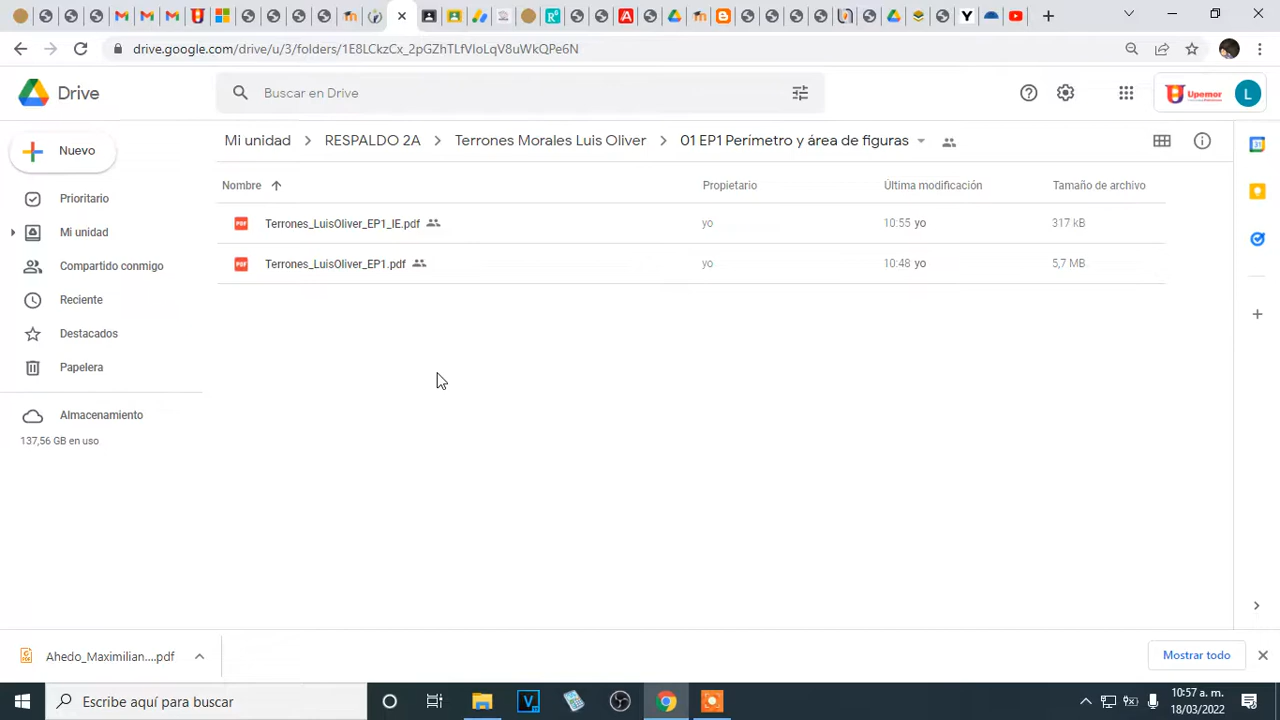 drive.google.com/drive/u/3/folders/1E8LCkzCx_2pGZhTLfVIoLqV8uWkQPe6N
Drive
Buscar en Drive
Upemor
L
Nuevo
Mi unidad
RESPALDO 2A
Terrones Morales Luis Oliver
01 EP1 Perímetro y área de figuras
Nombre
Propietario
Última modificación
Tamaño de archivo
Prioritario
PDF Terrones_LuisOliver_EP1_IE.pdf
yo
10:55 yo
317 kB
Mi unidad
PDF Terrones_LuisOliver_EP1.pdf
yo
10:48 yo
5,7 MB
Compartido conmigo
Reciente
Destacados
Papelera
Almacenamiento
137,56 GB en uso
Ahedo_Maximilian....pdf
Mostrar todo
Escribe aquí para buscar
10:57 a. m.
18/03/2022